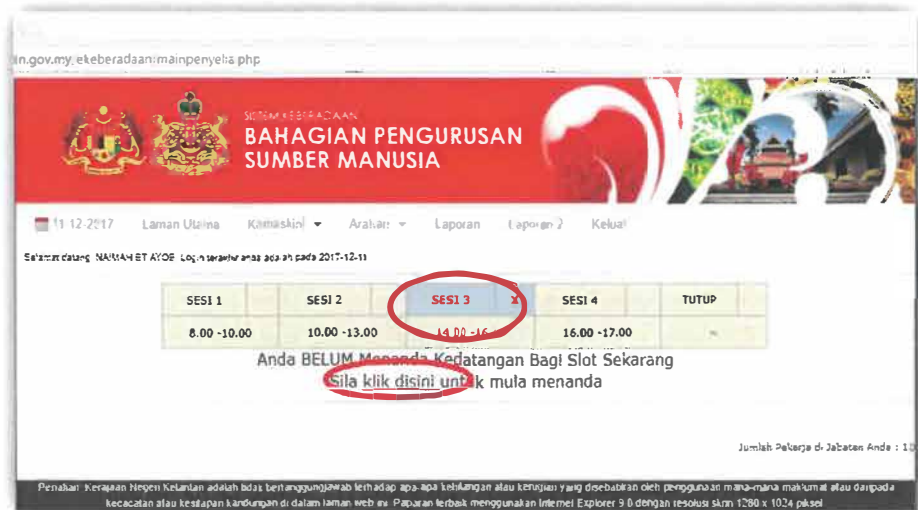 in.gov.my/ekeberadaan/mainpenyelia.php
SISTEM KEBERADAAN
BAHAGIAN PENGURUSAN
SUMBER MANUSIA
11-12-2017 Laman Utama Kemaskini Arahan Laporan Laporan 2 Keluar
Selamat datang, NAIMAH BT AYOB Login terakhir anda adalah pada 2017-12-11
SESI 1 SESI 2 SESI 3 X SESI 4 TUTUP
8.00 -10.00 10.00 -13.00 14.00 -16. 16.00 -17.00 -
Anda BELUM Menanda Kedatangan Bagi Slot Sekarang
Sila klik disini untuk mula menanda
Jumlah Pekerja di Jabatan Anda : 10
Penafian: Kerajaan Negeri Kelantan adalah tidak bertanggungjawab terhadap apa-apa kehilangan atau kerugian yang disebabkan oleh penggunaan mana-mana maklumat atau daripada
kecacatan atau kesilapan kandungan di dalam laman web ini. Paparan terbaik menggunakan Internet Explorer 9.0 dengan resolusi skrin 1280 x 1024 piksel